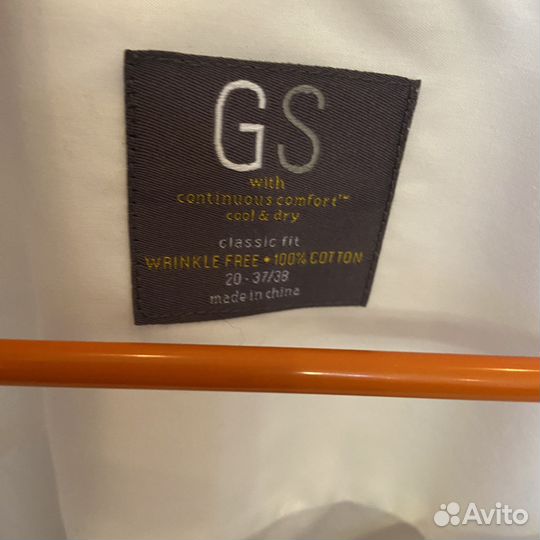 GS
with
continuous comfort™
cool & dry
classic fit
WRINKLE FREE • 100% COTTON
20 - 37/38
made in china
Avito